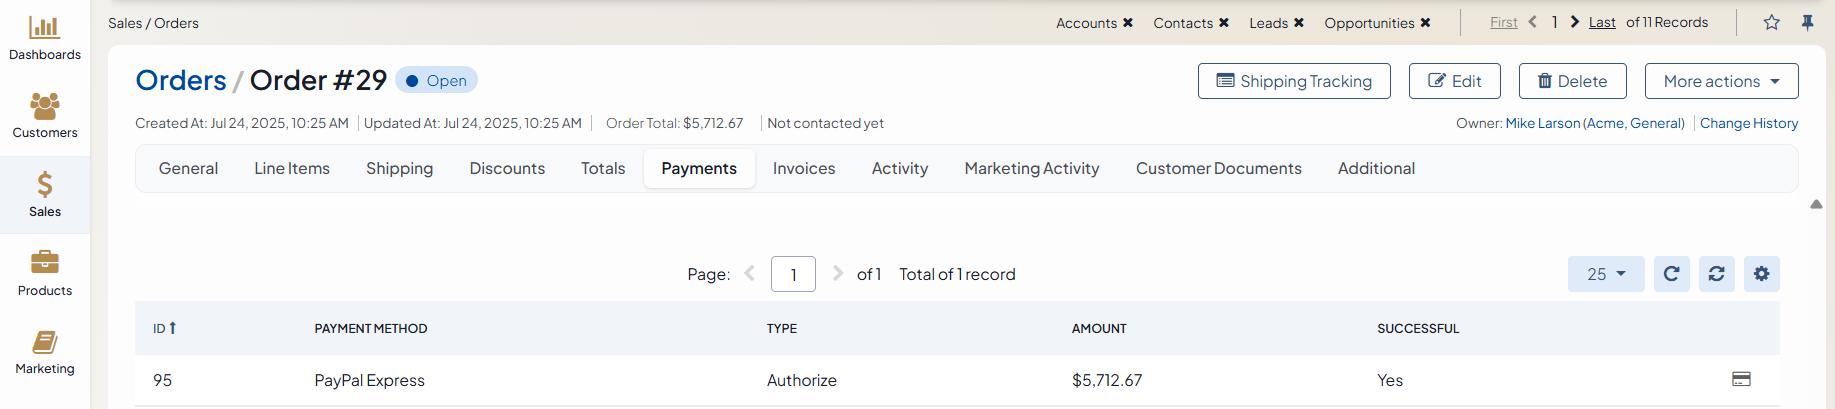 Dashboards
Customers
Sales
Products
Marketing
Sales / Orders
Accounts ✖ Contacts ✖ Leads ✖ Opportunities ✖ First 1 Last of 11 Records
Orders / Order #29 Open
Shipping Tracking Edit Delete More actions
Created At: Jul 24, 2025, 10:25 AM Updated At: Jul 24, 2025, 10:25 AM Order Total: $5,712.67 Not contacted yet
Owner: Mike Larson (Acme, General) Change History
General Line Items Shipping Discounts Totals Payments Invoices Activity Marketing Activity Customer Documents Additional
Page: 1 of 1 Total of 1 record 25
ID PAYMENT METHOD TYPE AMOUNT SUCCESSFUL
95 PayPal Express Authorize $5,712.67 Yes